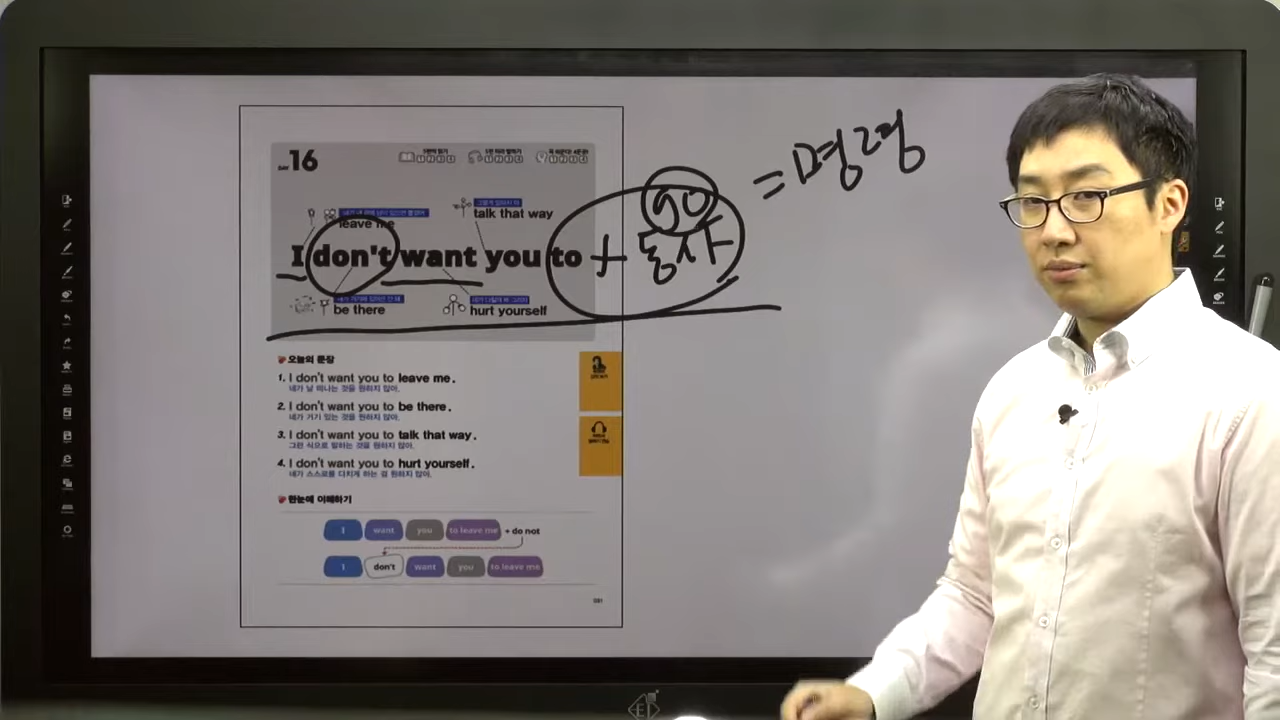 DAY 16
talk that way
leave me
I don't want you to + 동사
go
= 명령
be there
hurt yourself
오늘의 문장
1. I don't want you to leave me.
네가 날 떠나는 것을 원하지 않아.
2. I don't want you to be there.
네가 거기 있는 것을 원하지 않아.
3. I don't want you to talk that way.
그런 식으로 말하는 것을 원하지 않아.
4. I don't want you to hurt yourself.
네가 스스로를 다치게 하는 걸 원하지 않아.
한눈에 이해하기
I want you to leave me + do not
I don't want you to leave me